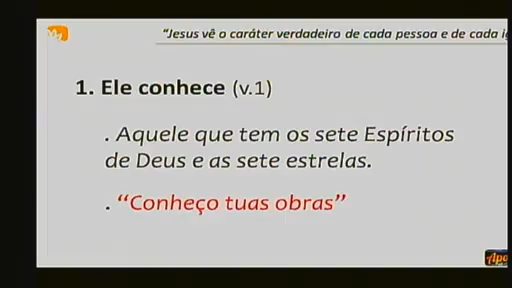 “Jesus vê o caráter verdadeiro de cada pessoa e de cada
1. Ele conhece (v.1)
. Aquele que tem os sete Espíritos
de Deus e as sete estrelas.
. “Conheço tuas obras”